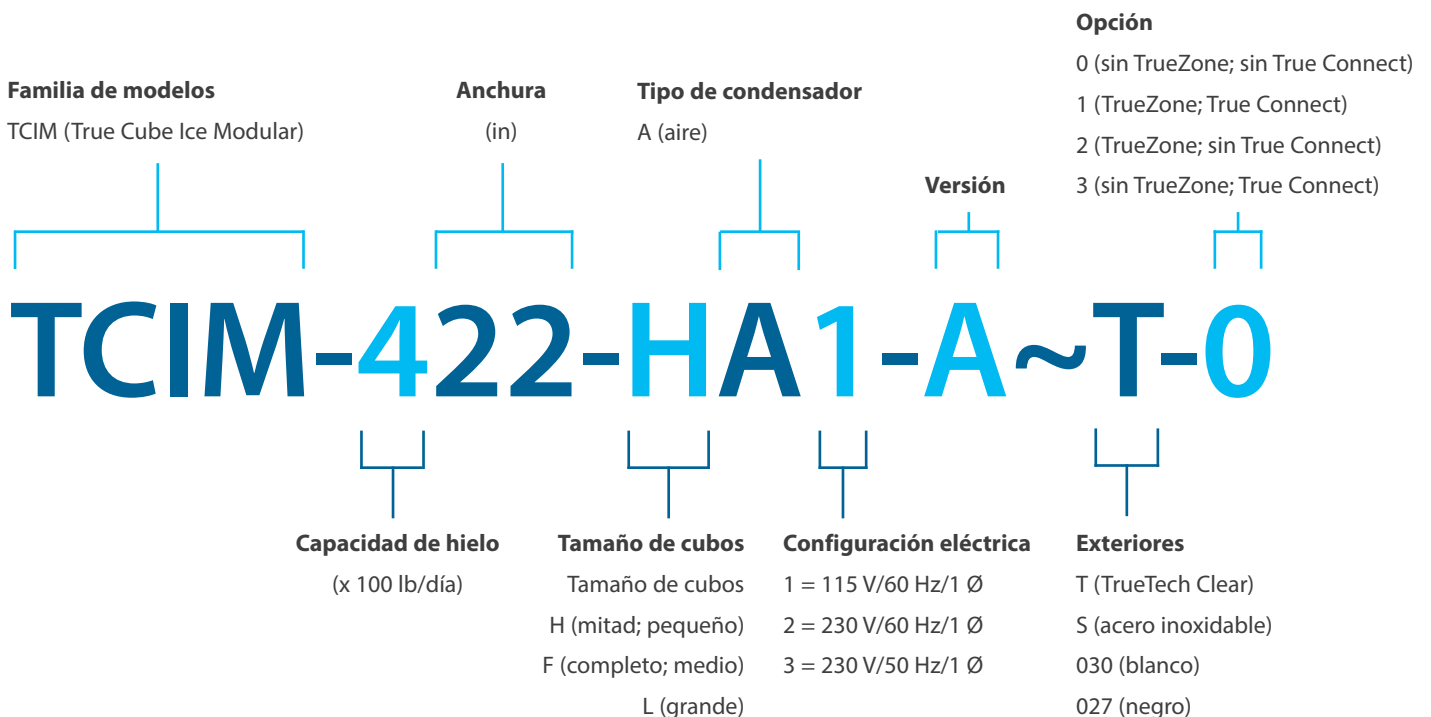 Opción
0 (sin TrueZone; sin True Connect)
1 (TrueZone; True Connect)
2 (TrueZone; sin True Connect)
3 (sin TrueZone; True Connect)
Familia de modelos
TCIM (True Cube Ice Modular)
Anchura
(in)
Tipo de condensador
A (aire)
Versión
TCIM-422-HA1-A~T-0
Capacidad de hielo
(x 100 lb/día)
Tamaño de cubos
Tamaño de cubos
H (mitad; pequeño)
F (completo; medio)
L (grande)
Configuración eléctrica
1 = 115 V/60 Hz/1 Ø
2 = 230 V/60 Hz/1 Ø
3 = 230 V/50 Hz/1 Ø
Exteriores
T (TrueTech Clear)
S (acero inoxidable)
030 (blanco)
027 (negro)